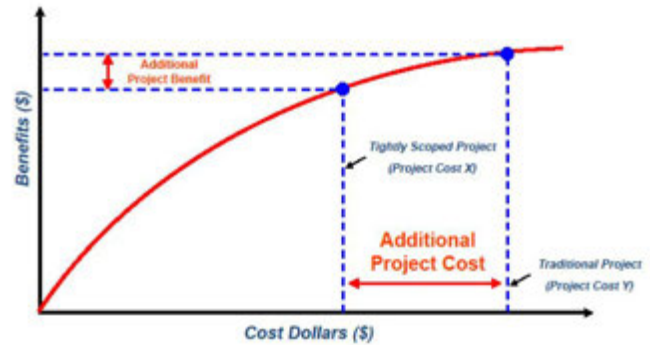 Additional
Project Benefit
Benefits ($)
Tightly Scoped Project
(Project Cost X)
Additional
Project Cost
Traditional Project
(Project Cost Y)
Cost Dollars ($)